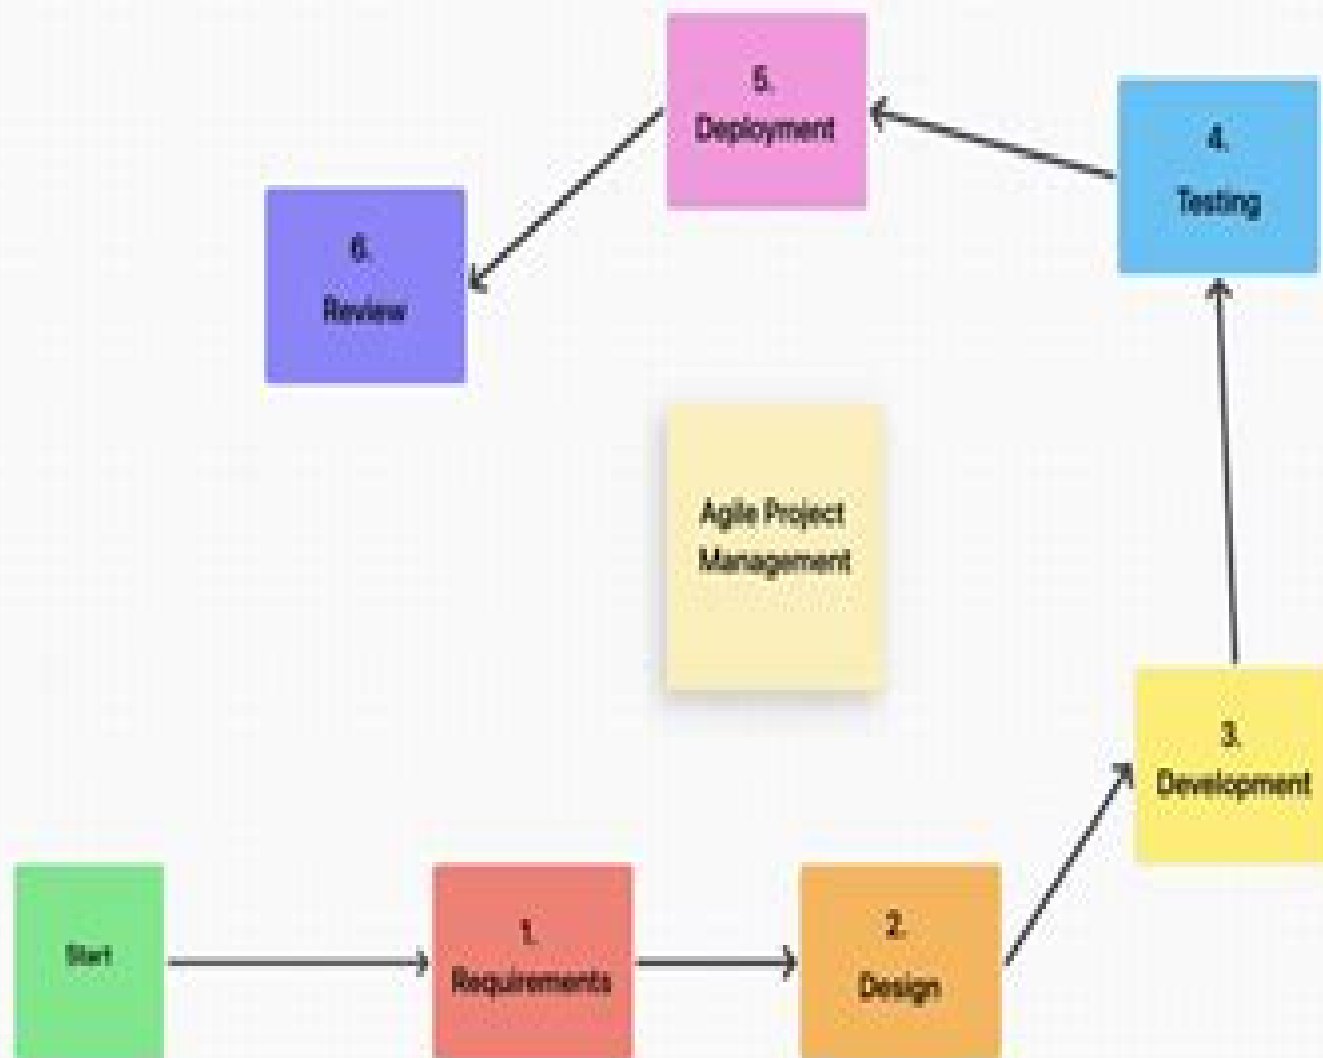 5.
Deployment
4.
Testing
6.
Review
Agile Project
Management
3.
Development
Start
1.
Requirements
2.
Design